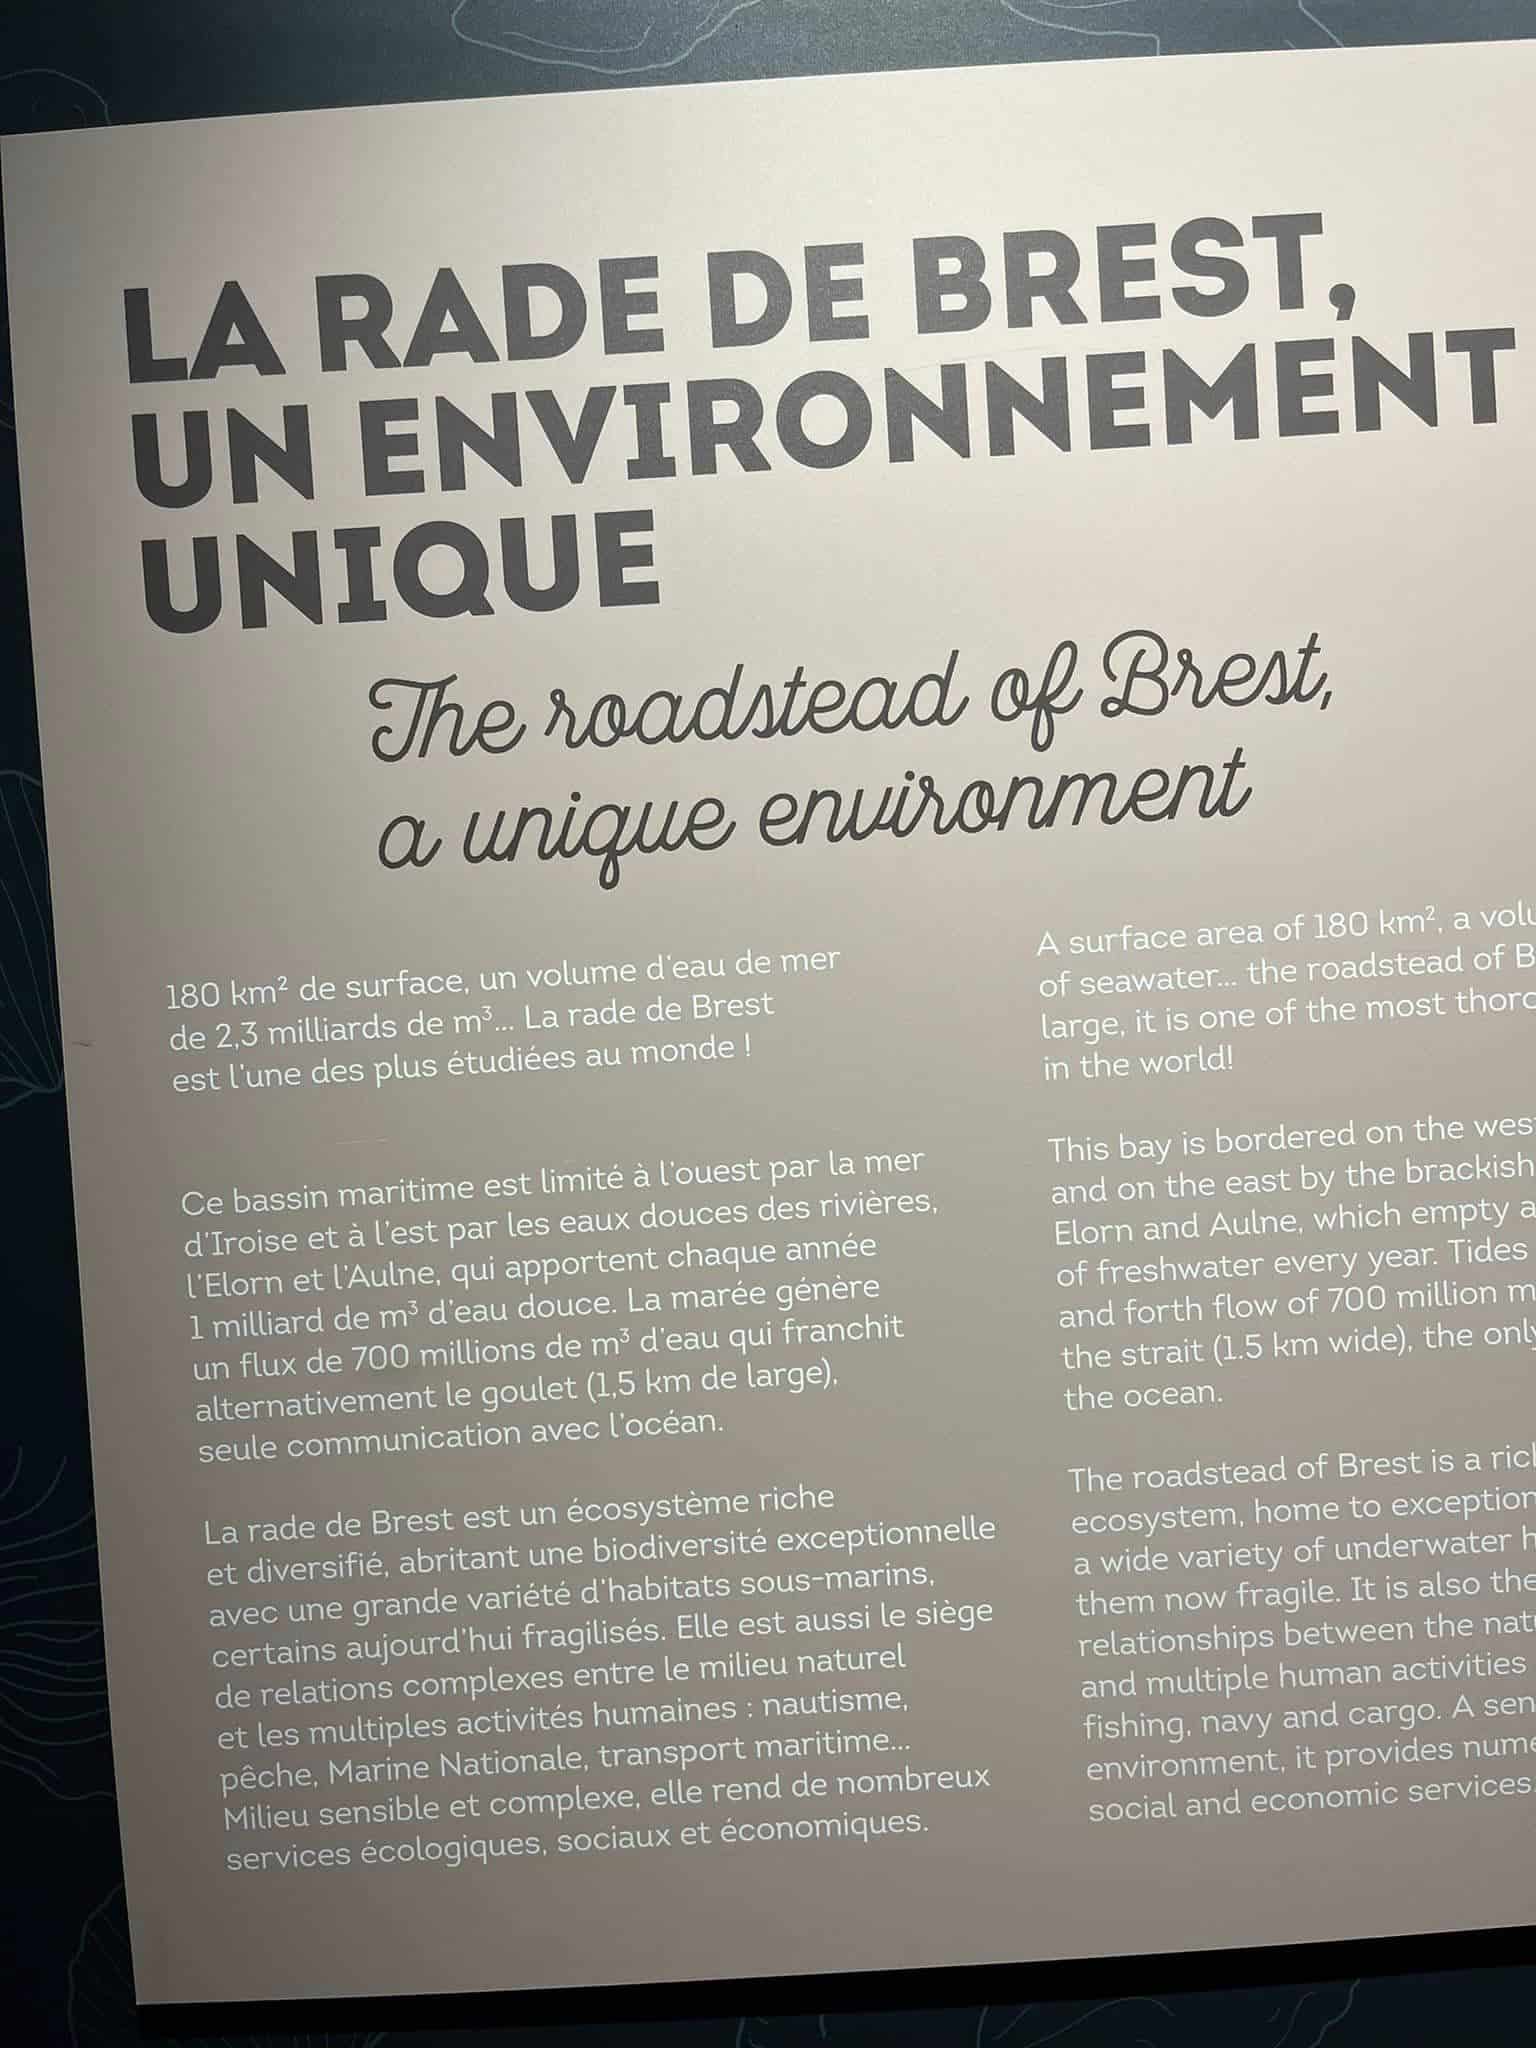 LA RADE DE BREST,
UN ENVIRONNEMENT
UNIQUE
The roadstead of Brest,
a unique environment
180 km² de surface, un volume d'eau de mer
de 2,3 milliards de m³... La rade de Brest
est l'une des plus étudiées au monde !
Ce bassin maritime est limité à l'ouest par la mer
d'Iroise et à l'est par les eaux douces des rivières,
l'Elorn et l'Aulne, qui apportent chaque année
1 milliard de m³ d'eau douce. La marée génère
un flux de 700 millions de m³ d'eau qui franchit
alternativement le goulet (1,5 km de large),
seule communication avec l'océan.
La rade de Brest est un écosystème riche
et diversifié, abritant une biodiversité exceptionnelle
avec une grande variété d'habitats sous-marins,
certains aujourd'hui fragilisés. Elle est aussi le siège
de relations complexes entre le milieu naturel
et les multiples activités humaines : nautisme,
pêche, Marine Nationale, transport maritime...
Milieu sensible et complexe, elle rend de nombreux
services écologiques, sociaux et économiques.
A surface area of 180 km², a
of seawater... the roadstead of
large, it is one of the most
in the world!
This bay is bordered on the
and on the east by the brackish
Elorn and Aulne, which empty
of freshwater every year. Tides
and forth flow of 700 million
the strait (1.5 km wide), the
the ocean.
The roadstead of Brest is a
ecosystem, home to
a wide variety of underwater
them now fragile. It is also
relationships between the
and multiple human activities
fishing, navy and cargo. A
environment, it provides
social and economic services.